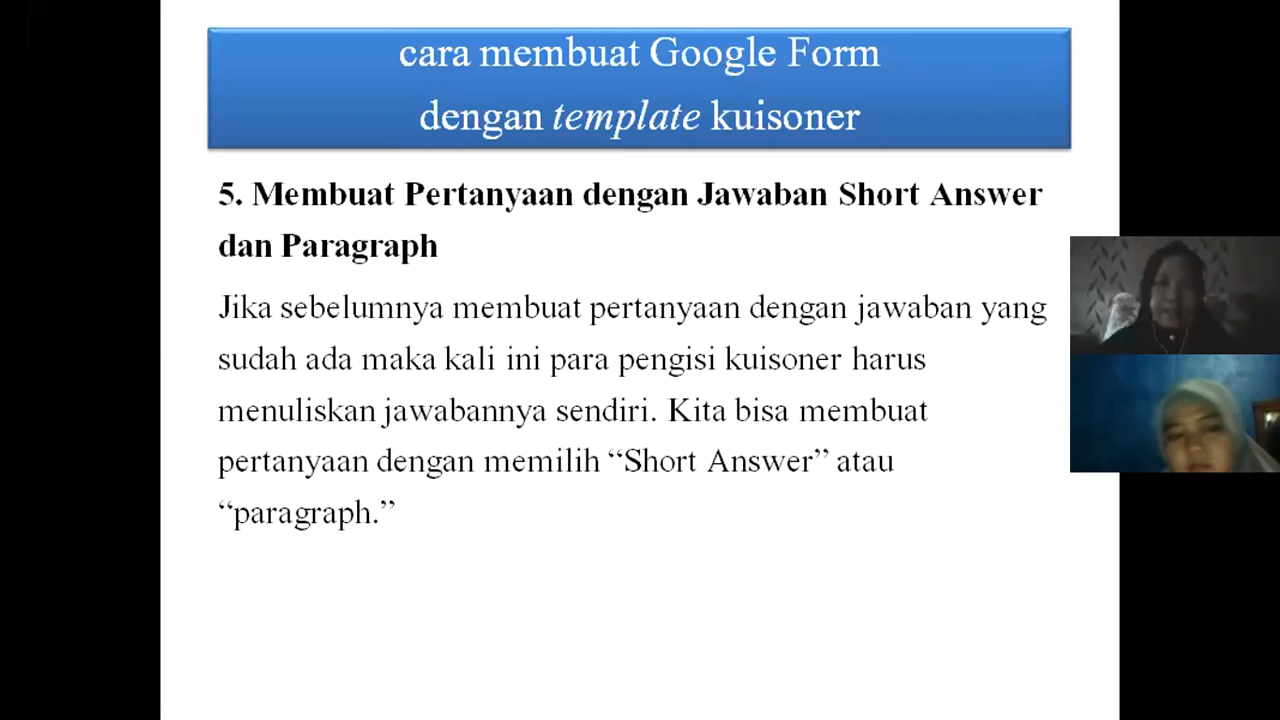 cara membuat Google Form
dengan template kuisoner
5. Membuat Pertanyaan dengan Jawaban Short Answer
dan Paragraph
Jika sebelumnya membuat pertanyaan dengan jawaban yang
sudah ada maka kali ini para pengisi kuisoner harus
menuliskan jawabannya sendiri. Kita bisa membuat
pertanyaan dengan memilih “Short Answer” atau
“paragraph.”